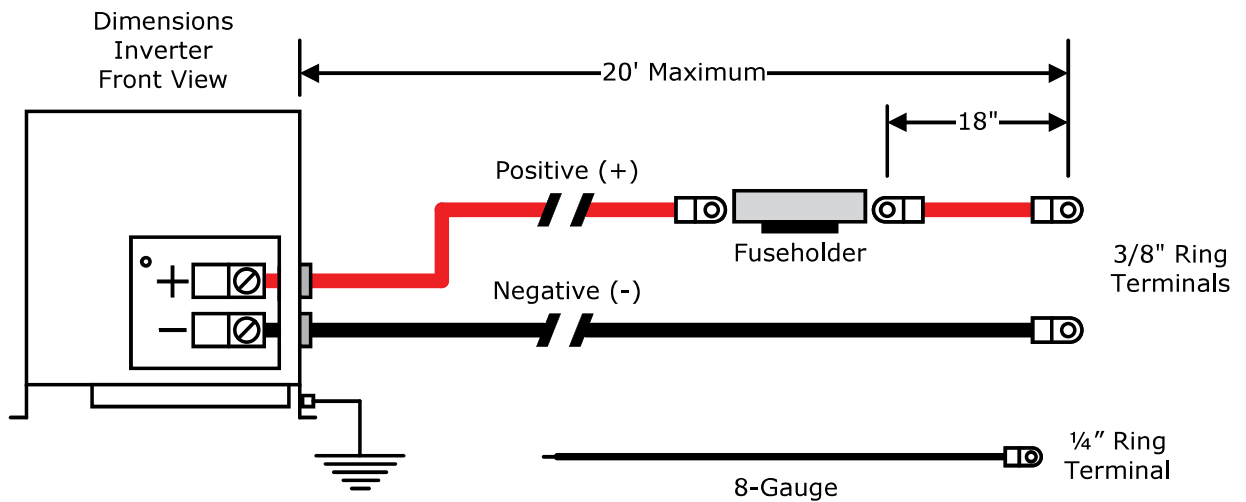 Dimensions
Inverter
Front View
20' Maximum
18"
Positive (+)
Fuseholder
+
Negative (-)
−
3/8" Ring
Terminals
¼” Ring
Terminal
8-Gauge